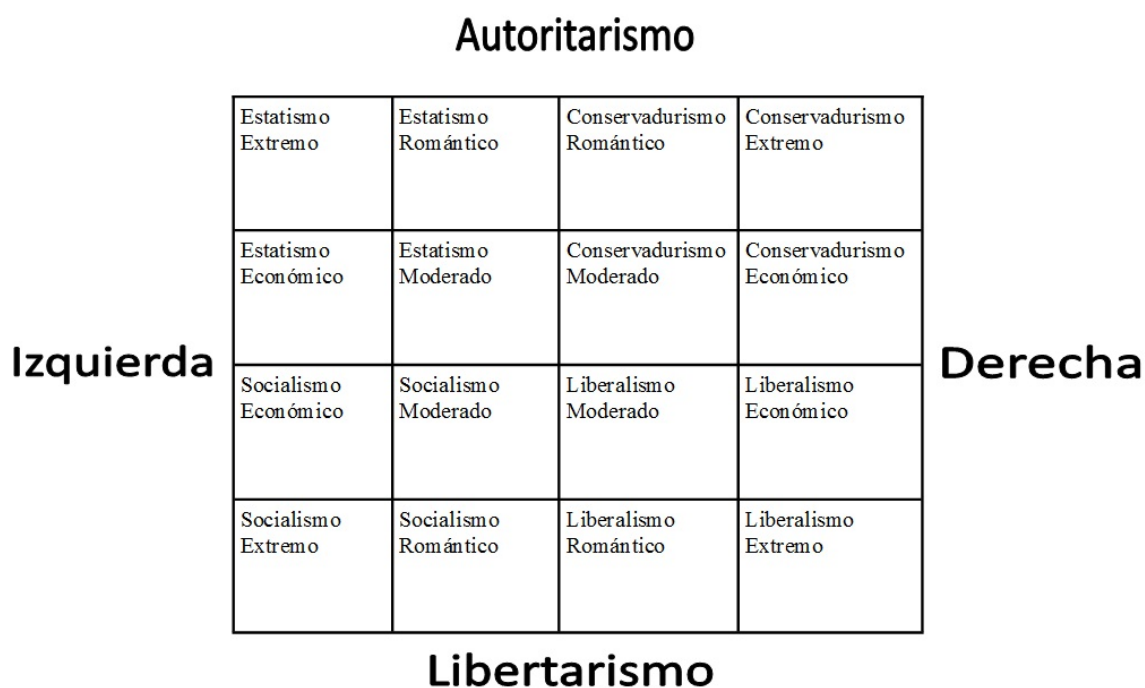 Autoritarismo
Estatismo
Extremo
Estatismo
Romántico
Conservadurismo
Romántico
Conservadurismo
Extremo
Estatismo
Económico
Estatismo
Moderado
Conservadurismo
Moderado
Conservadurismo
Económico
Izquierda
Derecha
Socialismo
Económico
Socialismo
Moderado
Liberalismo
Moderado
Liberalismo
Económico
Socialismo
Extremo
Socialismo
Romántico
Liberalismo
Romántico
Liberalismo
Extremo
Libertarismo